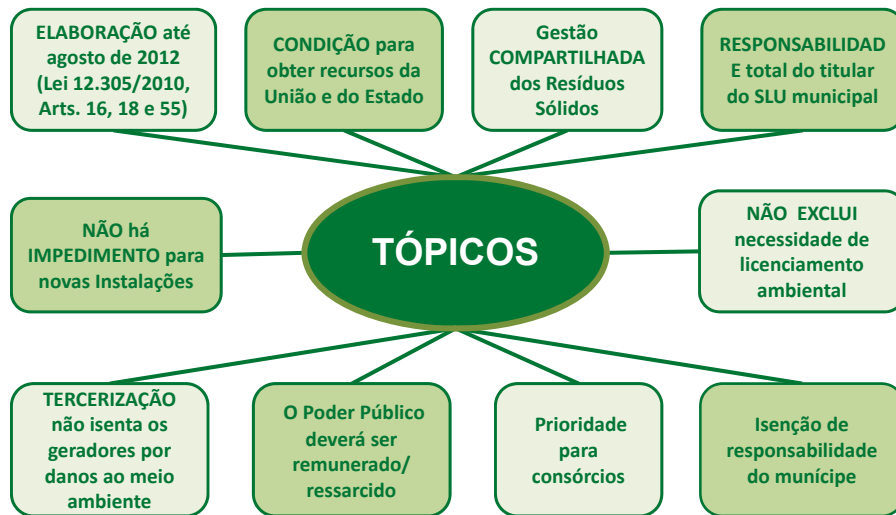 ELABORAÇÃO até
agosto de 2012
(Lei 12.305/2010,
Arts. 16, 18 e 55)
CONDIÇÃO para
obter recursos da
União e do Estado
Gestão
COMPARTILHADA
dos Resíduos
Sólidos
RESPONSABILIDAD
E total do titular
do SLU municipal
NÃO há
IMPEDIMENTO para
novas Instalações
TÓPICOS
NÃO EXCLUI
necessidade de
licenciamento
ambiental
TERCERIZAÇÃO
não isenta os
geradores por
danos ao meio
ambiente
O Poder Público
deverá ser
remunerado/
ressarcido
Prioridade
para
consórcios
Isenção de
responsabilidade
do munícipe